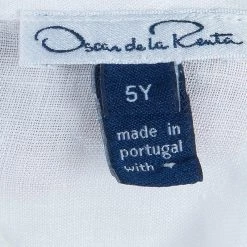 Oscar de la Renta
5Y
made in
portugal
with